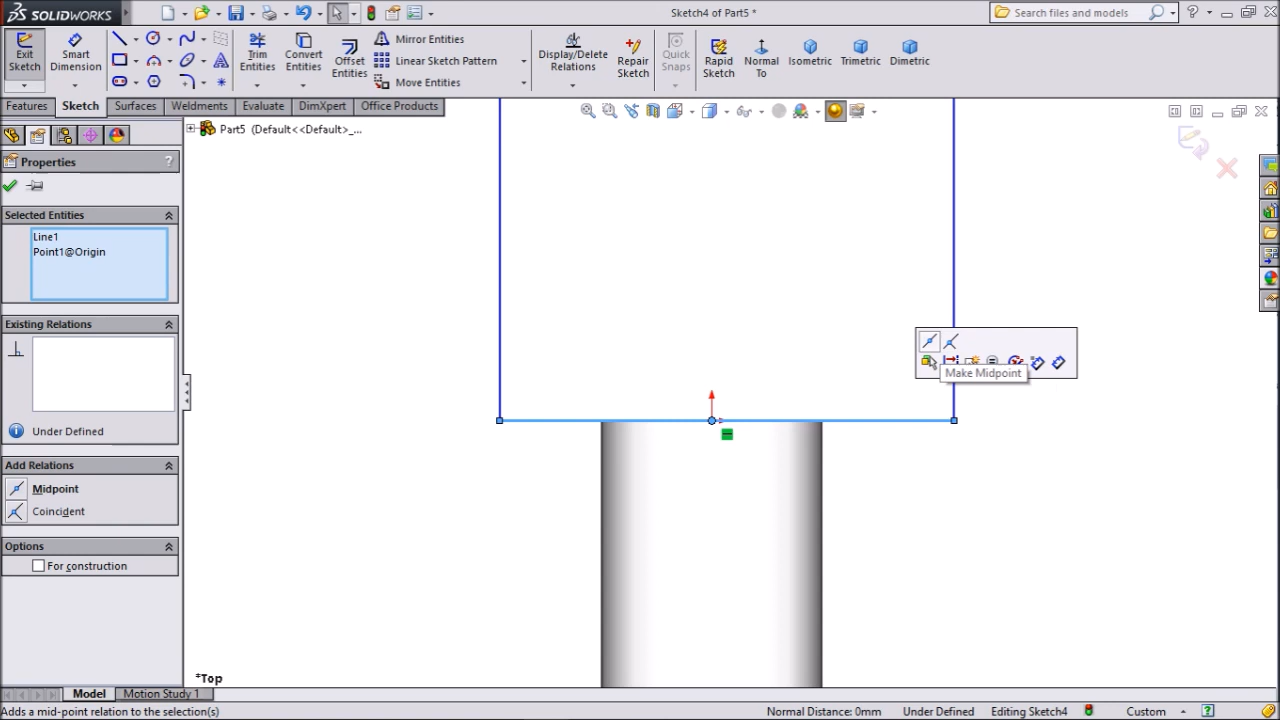 SOLIDWORKS
Sketch4 of Part5 *
Search files and models
Exit Sketch
Smart Dimension
Trim Entities
Convert Entities
Offset Entities
Mirror Entities
Linear Sketch Pattern
Move Entities
Display/Delete Relations
Repair Sketch
Quick Snaps
Rapid Sketch
Normal To
Isometric
Trimetric
Dimetric
Features
Sketch
Surfaces
Weldments
Evaluate
DimXpert
Office Products
Part5 (Default<<Default>_...
Properties
?
Selected Entities
Line1
Point1@Origin
Existing Relations
Under Defined
Add Relations
Midpoint
Coincident
Options
For construction
Make Midpoint
*Top
Model
Motion Study 1
Adds a mid-point relation to the selection(s)
Normal Distance: 0mm
Under Defined
Editing Sketch4
Custom
?